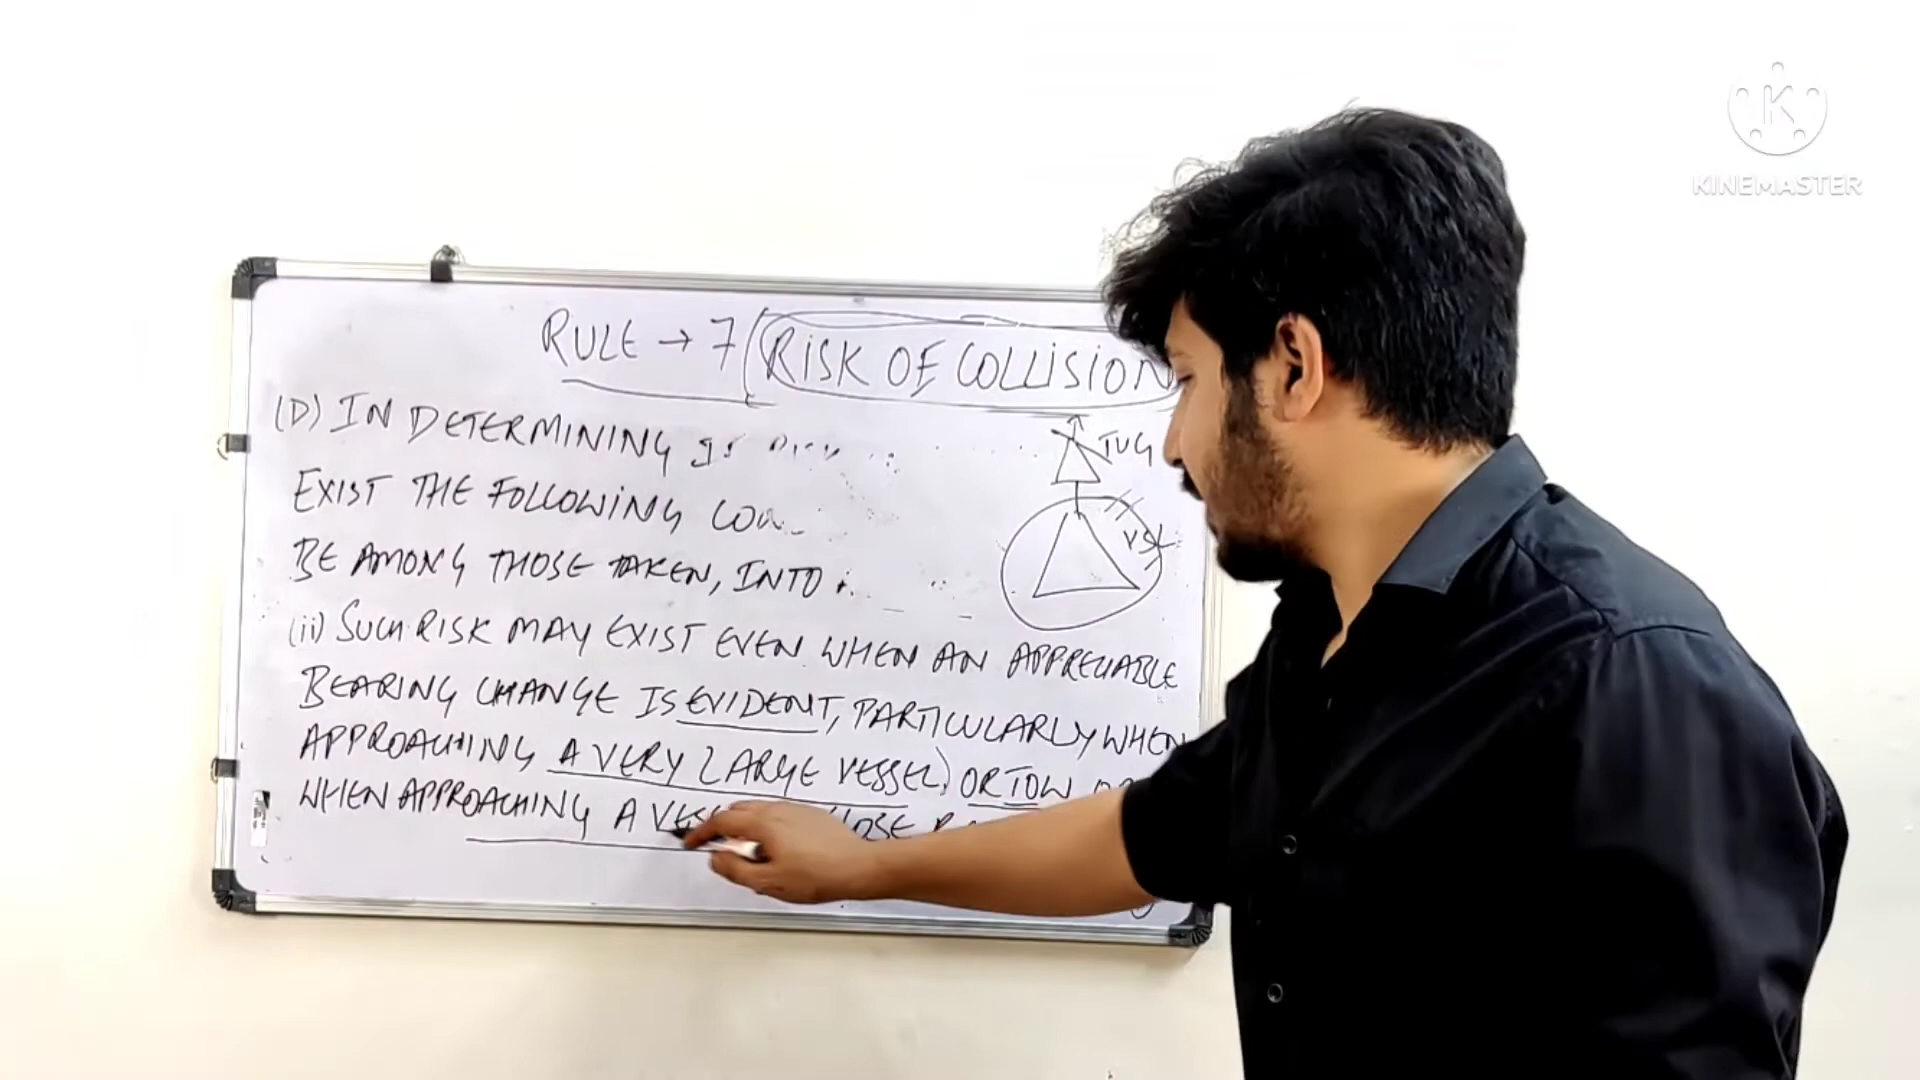 KINEMASTER
RULE → 7 (RISK OF COLLISION
(D) IN DETERMINING IF
EXIST THE FOLLOWING
BE AMONG THOSE TAKEN, INTO
(ii) SUCH RISK MAY EXIST EVEN WHEN AN APPRECIABLE
BEARING CHANGE IS EVIDENT, PARTICULARLY WHEN
APPROACHING A VERY LARGE VESSEL) OR TOW
WHEN APPROACHING A
TUG
VSL